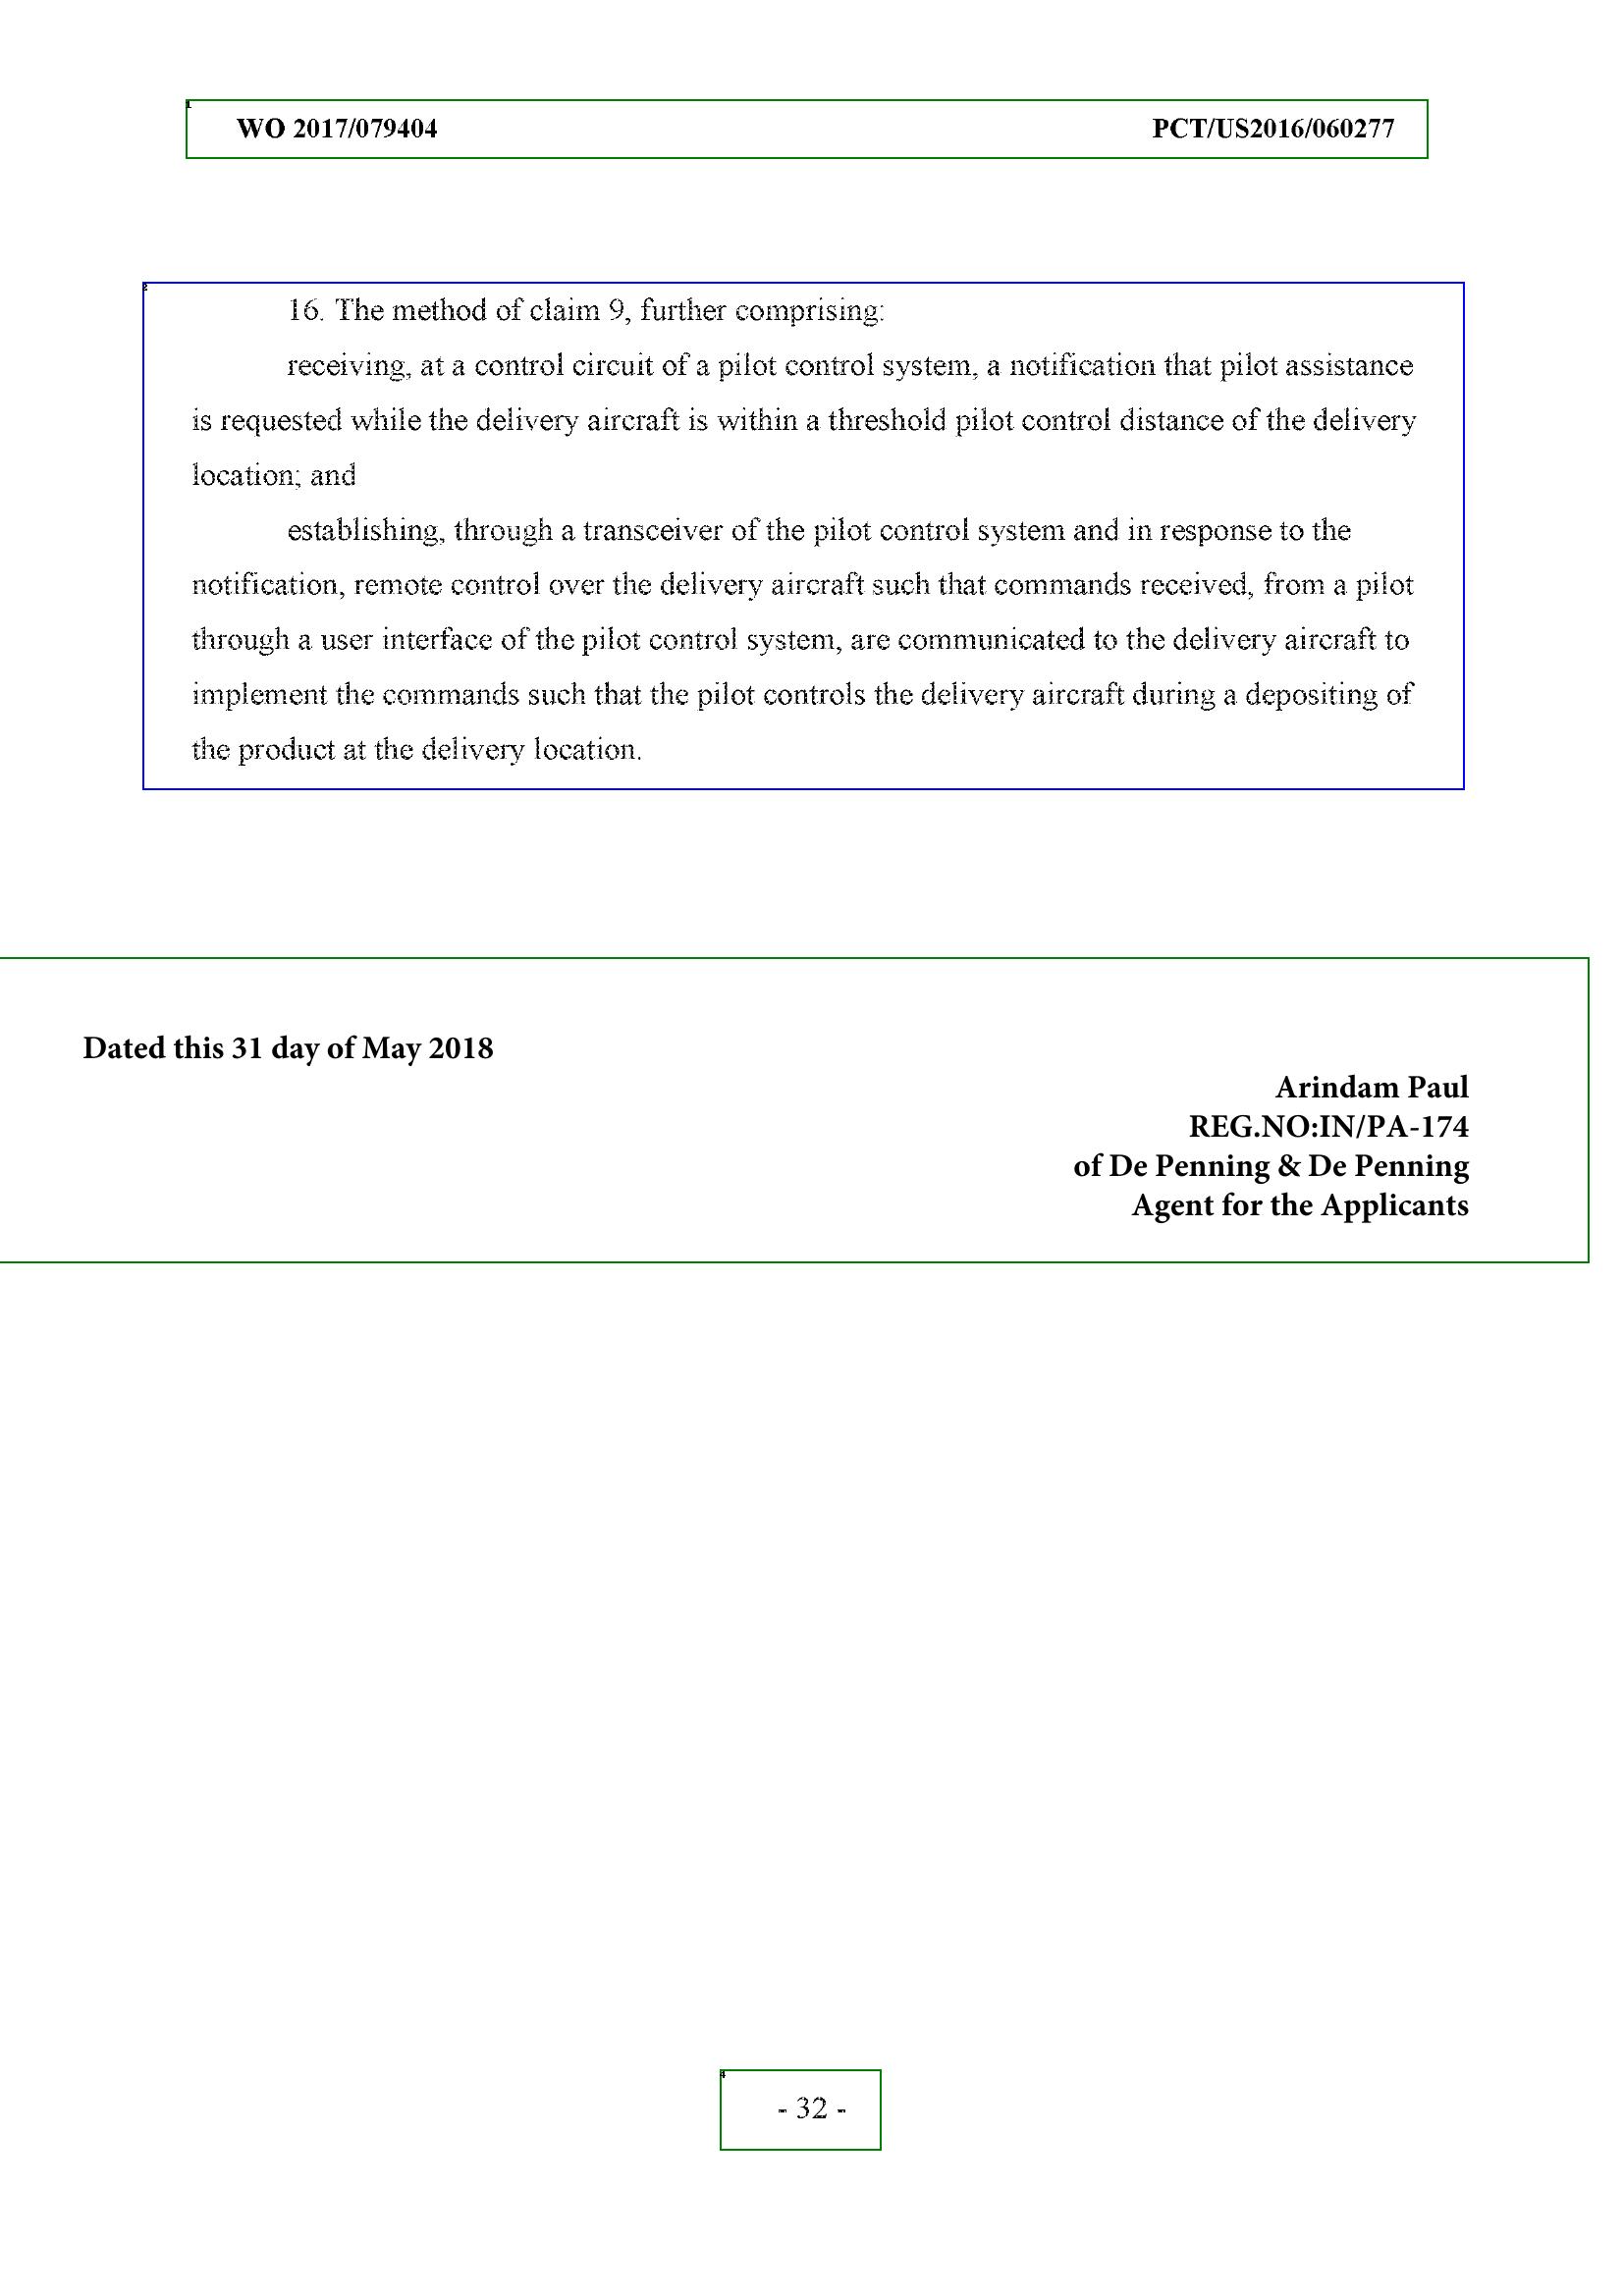 WO 2017/079404 PCT/US2016/060277
16. The method of claim 9, further comprising:
receiving, at a control circuit of a pilot control system, a notification that pilot assistance
is requested while the delivery aircraft is within a threshold pilot control distance of the delivery
location; and
establishing, through a transceiver of the pilot control system and in response to the
notification, remote control over the delivery aircraft such that commands received, from a pilot
through a user interface of the pilot control system, are communicated to the delivery aircraft to
implement the commands such that the pilot controls the delivery aircraft during a depositing of
the product at the delivery location.
Dated this 31 day of May 2018
Arindam Paul
REG.NO:IN/PA-174
of De Penning & De Penning
Agent for the Applicants
- 32 -